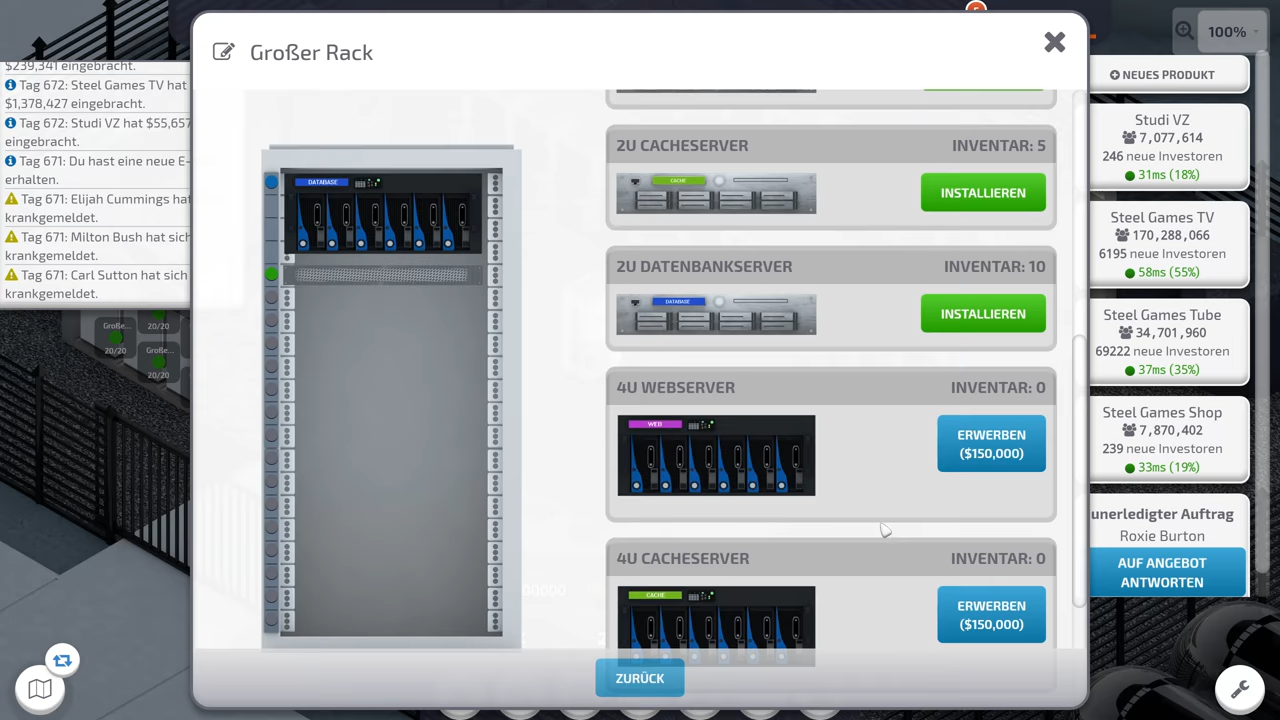 Großer Rack
100%
$239,341 eingebracht.
Tag 672: Steel Games TV hat
$1,378,427 eingebracht.
Tag 672: Studi VZ hat $55,657
eingebracht.
Tag 671: Du hast eine neue E-
erhalten.
Tag 671: Elijah Cummings hat
krankgemeldet.
Tag 671: Milton Bush hat sich
krankgemeldet.
Tag 671: Carl Sutton hat sich
krankgemeldet.
Große...
20/20
20/20
Große...
20/20
DATABASE
2U CACHESERVER
INVENTAR: 5
CACHE
INSTALLIEREN
2U DATENBANKSERVER
INVENTAR: 10
DATABASE
INSTALLIEREN
4U WEBSERVER
INVENTAR: 0
WEB
ERWERBEN
($150,000)
4U CACHESERVER
INVENTAR: 0
CACHE
ERWERBEN
($150,000)
ZURÜCK
NEUES PRODUKT
Studi VZ
7,077,614
246 neue Investoren
31ms (18%)
Steel Games TV
170,288,066
6195 neue Investoren
58ms (55%)
Steel Games Tube
34,701,960
69222 neue Investoren
37ms (35%)
Steel Games Shop
7,870,402
239 neue Investoren
33ms (19%)
unerledigter Auftrag
Roxie Burton
AUF ANGEBOT
ANTWORTEN